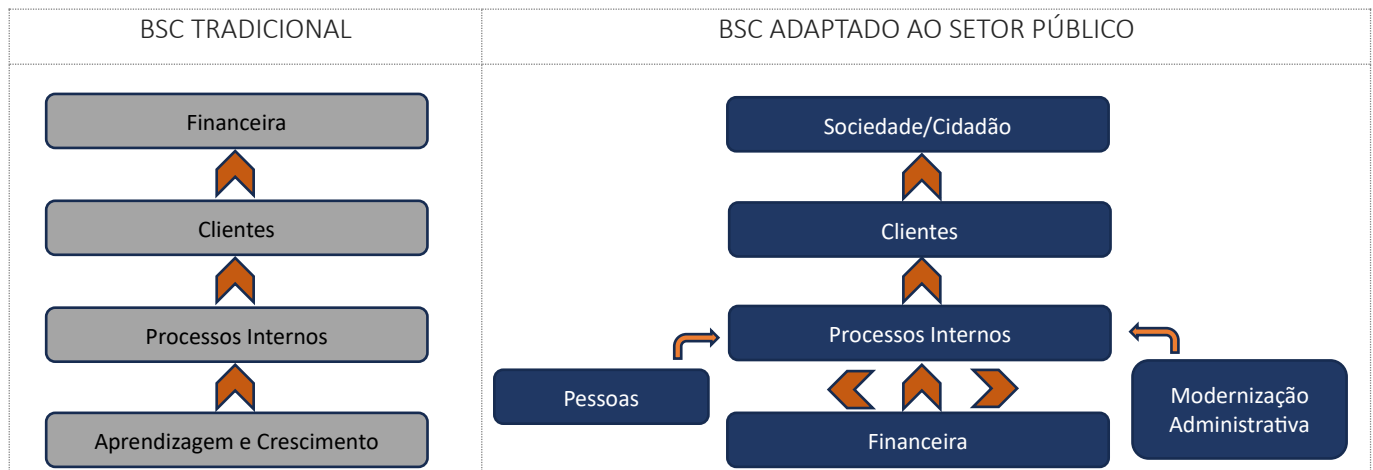 BSC TRADICIONAL
BSC ADAPTADO AO SETOR PÚBLICO
Financeira
Clientes
Processos Internos
Aprendizagem e Crescimento
Sociedade/Cidadão
Clientes
Processos Internos
Pessoas
Financeira
Modernização
Administrativa